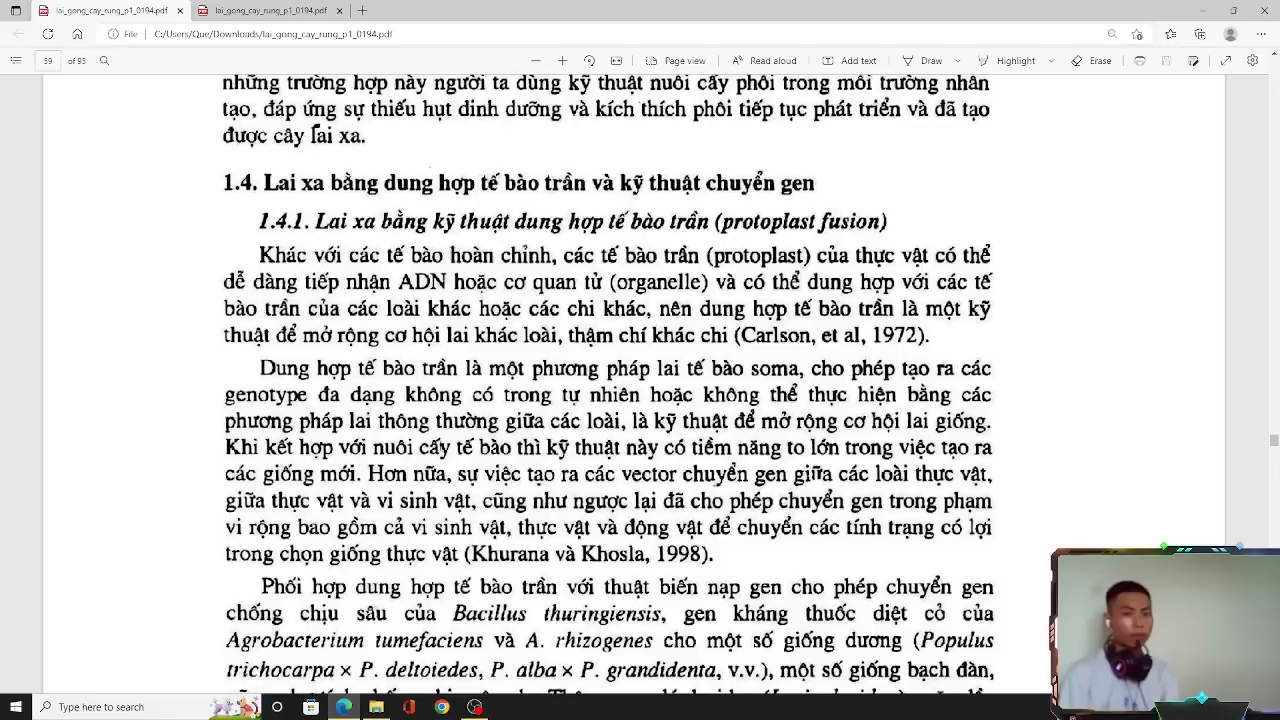 lai_gong_cay_rung_p1_0194.pdf
lai_gong_cay_rung_p1_0194.pdf
File
C:/Users/Que/Downloads/lai_gong_cay_rung_p1_0194.pdf
59 of 95
Page view
Read aloud
Add text
Draw
Highlight
Erase
những trường hợp này người ta dùng kỹ thuật nuôi cấy phôi trong môi trường nhân
tạo, đáp ứng sự thiếu hụt dinh dưỡng và kích thích phôi tiếp tục phát triển và đã tạo
được cây lai xa.
1.4. Lai xa bằng dung hợp tế bào trần và kỹ thuật chuyển gen
1.4.1. Lai xa bằng kỹ thuật dung hợp tế bào trần (protoplast fusion)
Khác với các tế bào hoàn chỉnh, các tế bào trần (protoplast) của thực vật có thể
dễ dàng tiếp nhận ADN hoặc cơ quan tử (organelle) và có thể dung hợp với các tế
bào trần của các loài khác hoặc các chi khác, nên dung hợp tế bào trần là một kỹ
thuật để mở rộng cơ hội lai khác loài, thậm chí khác chi (Carlson, et al, 1972).
Dung hợp tế bào trần là một phương pháp lai tế bào soma, cho phép tạo ra các
genotype đa dạng không có trong tự nhiên hoặc không thể thực hiện bằng các
phương pháp lai thông thường giữa các loài, là kỹ thuật để mở rộng cơ hội lai giống.
Khi kết hợp với nuôi cấy tế bào thì kỹ thuật này có tiềm năng to lớn trong việc tạo ra
các giống mới. Hơn nữa, sự việc tạo ra các vector chuyển gen giữa các loài thực vật,
giữa thực vật và vi sinh vật, cũng như ngược lại đã cho phép chuyển gen trong phạm
vi rộng bao gồm cả vi sinh vật, thực vật và động vật để chuyển các tính trạng có lợi
trong chọn giống thực vật (Khurana và Khosla, 1998).
Phối hợp dung hợp tế bào trần với thuật biến nạp gen cho phép chuyển gen
chống chịu sâu của Bacillus thuringiensis, gen kháng thuốc diệt cỏ của
Agrobacterium tumefaciens và A. rhizogenes cho một số giống dương (Populus
trichocarpa × P. deltoiedes, P. alba × P. grandidenta, v.v.), một số giống bạch đàn,
Type here to search